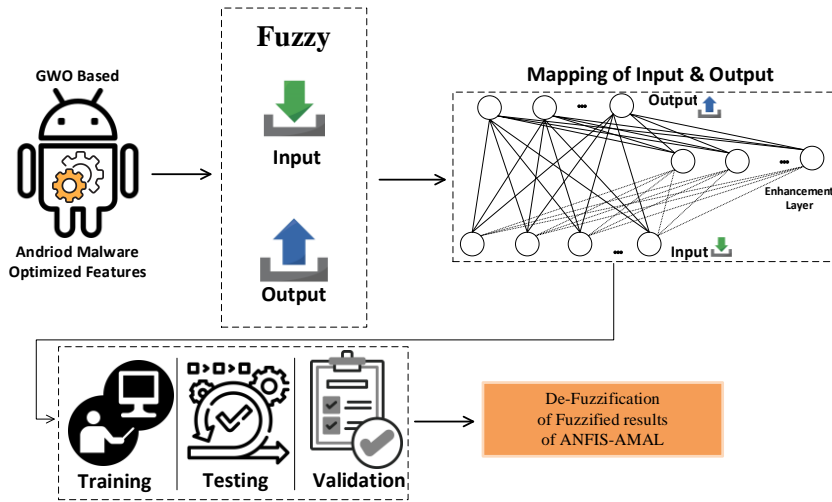 GWO Based
Andriod Malware
Optimized Features
Fuzzy
Input
Output
Mapping of Input & Output
Output
...
...
Enhancement
Layer
...
Input
Training
Testing
Validation
De-Fuzzification
of Fuzzified results
of ANFIS-AMAL